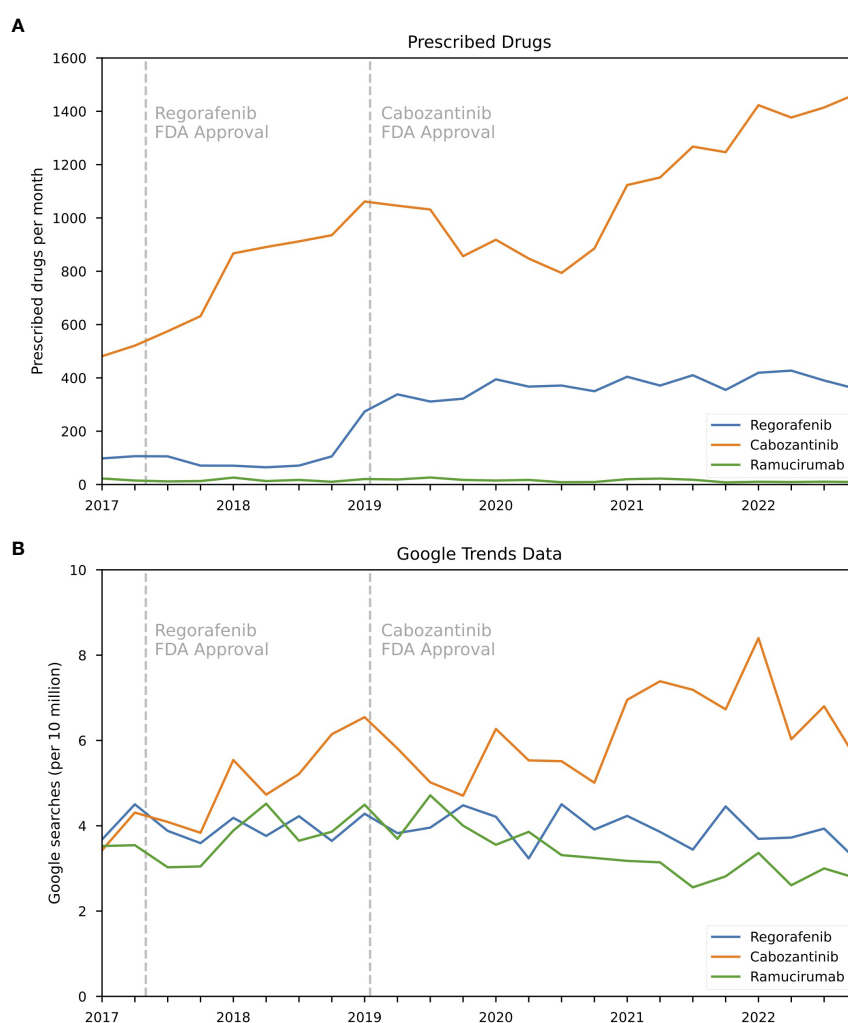 A
Prescribed Drugs
Prescribed drugs per month
1600
1400
1200
1000
800
600
400
200
0
Regorafenib
FDA Approval
Cabozantinib
FDA Approval
Regorafenib
Cabozantinib
Ramucirumab
2017 2018 2019 2020 2021 2022
B
Google Trends Data
Google searches (per 10 million)
10
8
6
4
2
0
Regorafenib
FDA Approval
Cabozantinib
FDA Approval
Regorafenib
Cabozantinib
Ramucirumab
2017 2018 2019 2020 2021 2022